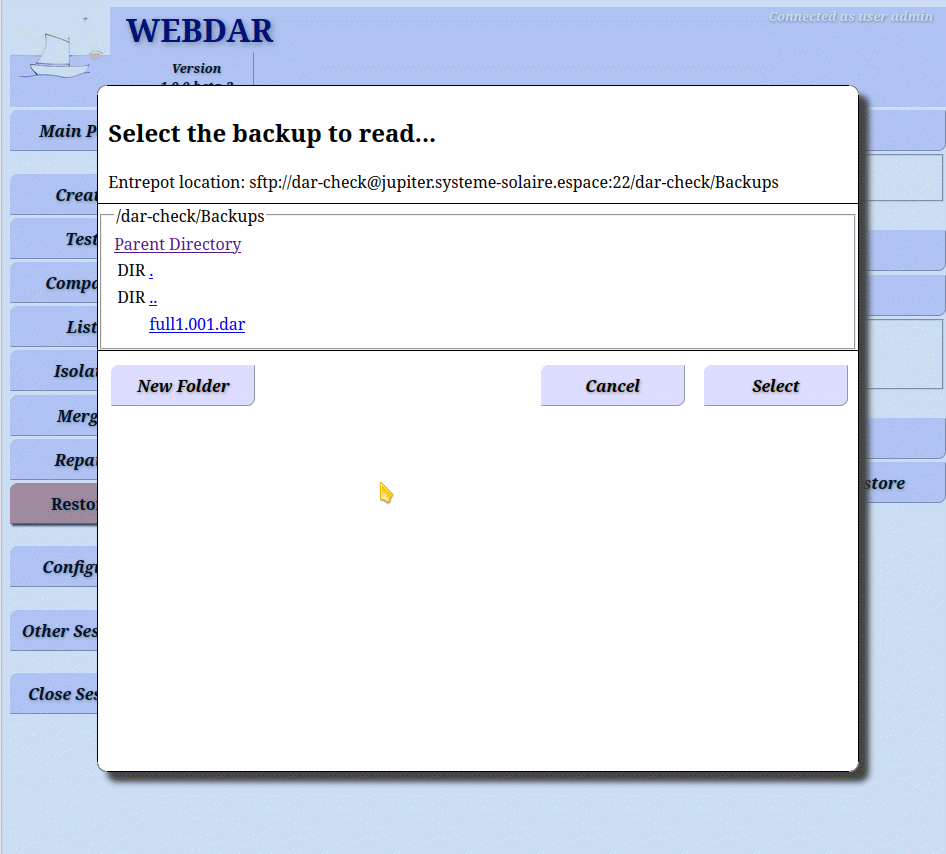 WEBDAR
Connected as user admin
Version
Select the backup to read...
Entrepot location: sftp://dar-check@jupiter.systeme-solaire.espace:22/dar-check/Backups
/dar-check/Backups
Parent Directory
DIR .
DIR ..
full1.001.dar
New Folder
Cancel
Select
Main P
Creat
Test
Compa
List
Isolat
Merg
Repai
Resto
Config
Other Ses
Close Ses
store